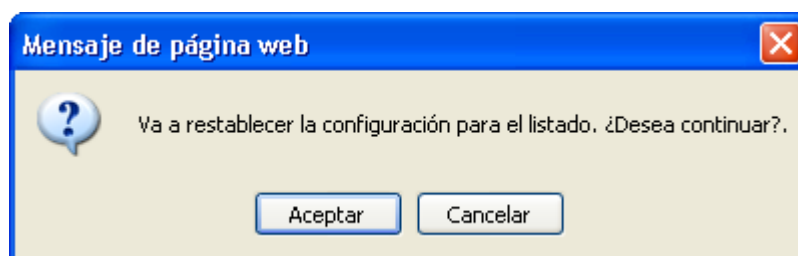 Mensaje de página web
Va a restablecer la configuración para el listado. ¿Desea continuar?.
Aceptar Cancelar